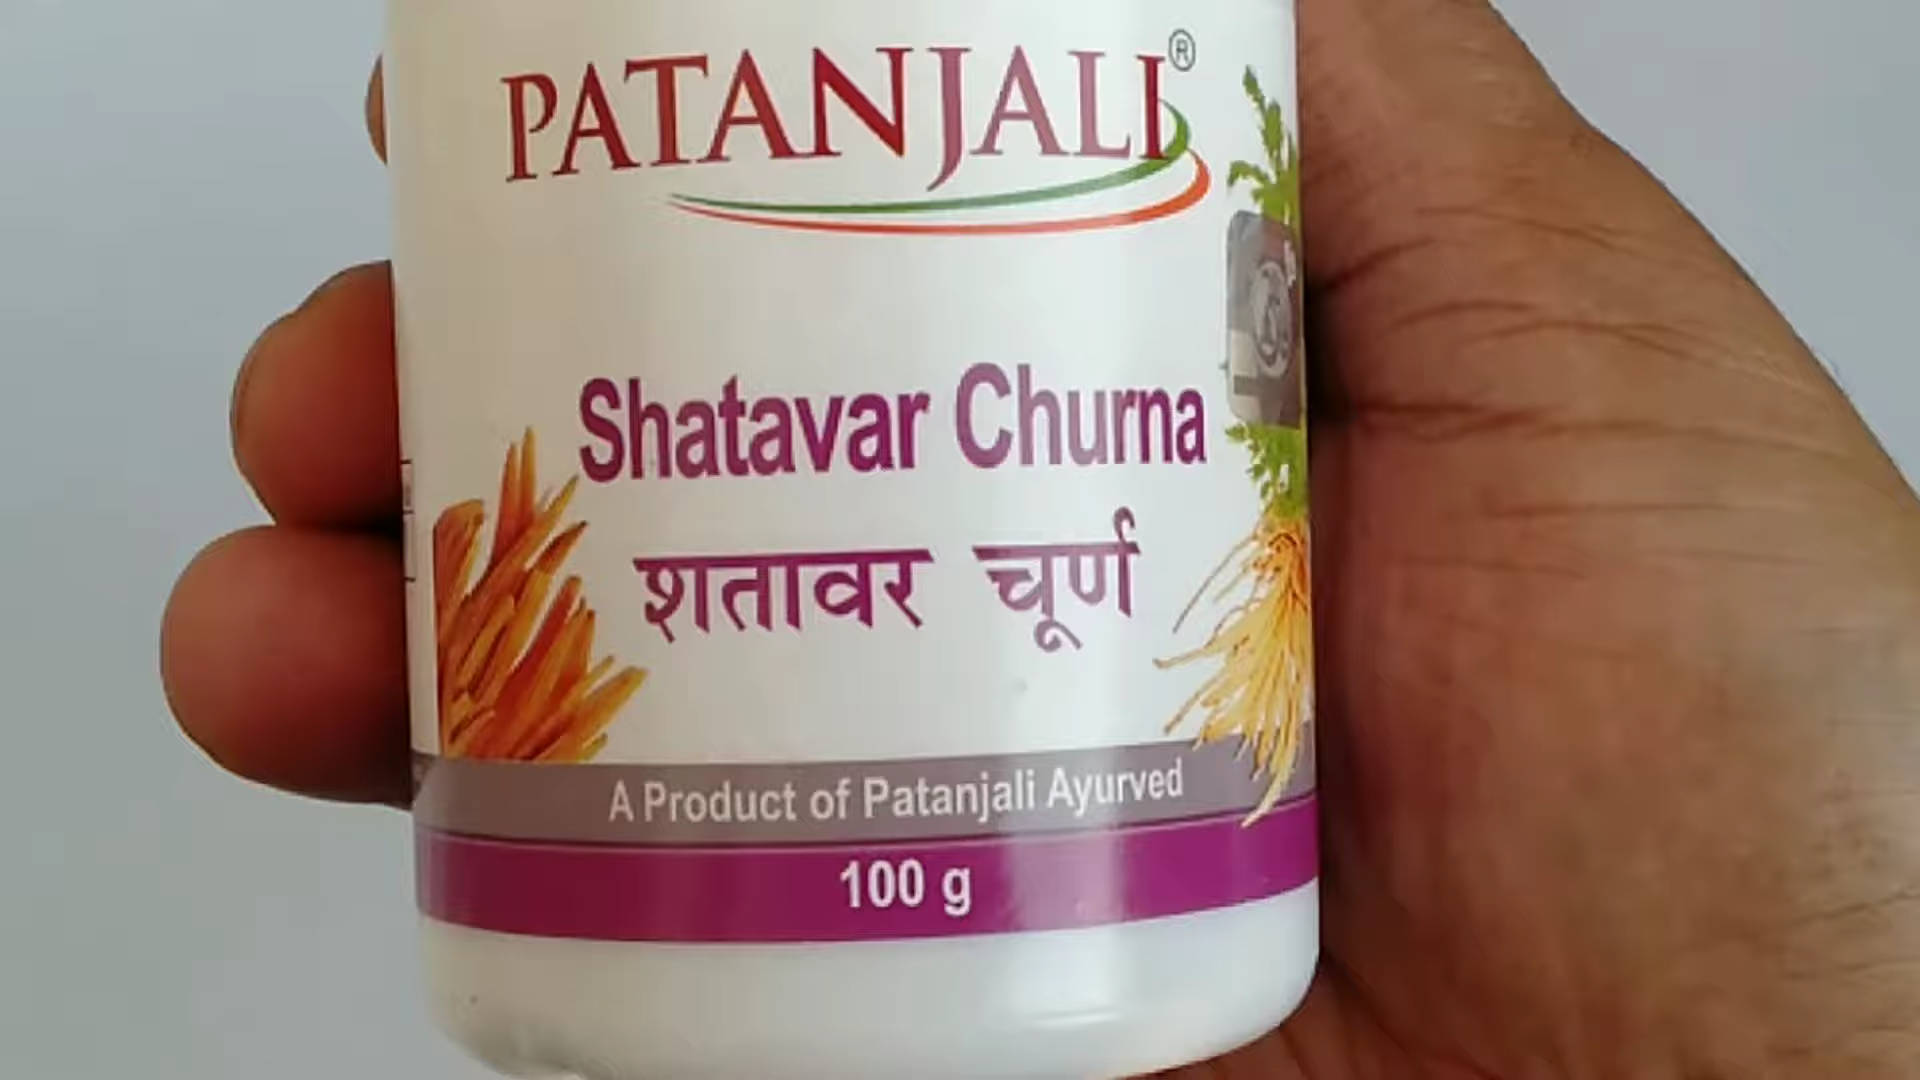 PATANJALI®
Shatavar Churna
शतावर चूर्ण
A Product of Patanjali Ayurved
100 g